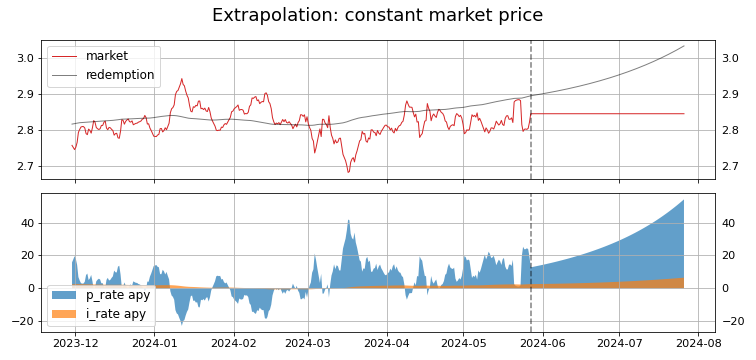 Extrapolation: constant market price
3.0 market 3.0
redemption
2.9 2.9
2.8 2.8
2.7 2.7
40 40
20 20
0 0
p_rate apy
i_rate apy
−20 −20
2023-12 2024-01 2024-02 2024-03 2024-04 2024-05 2024-06 2024-07 2024-08